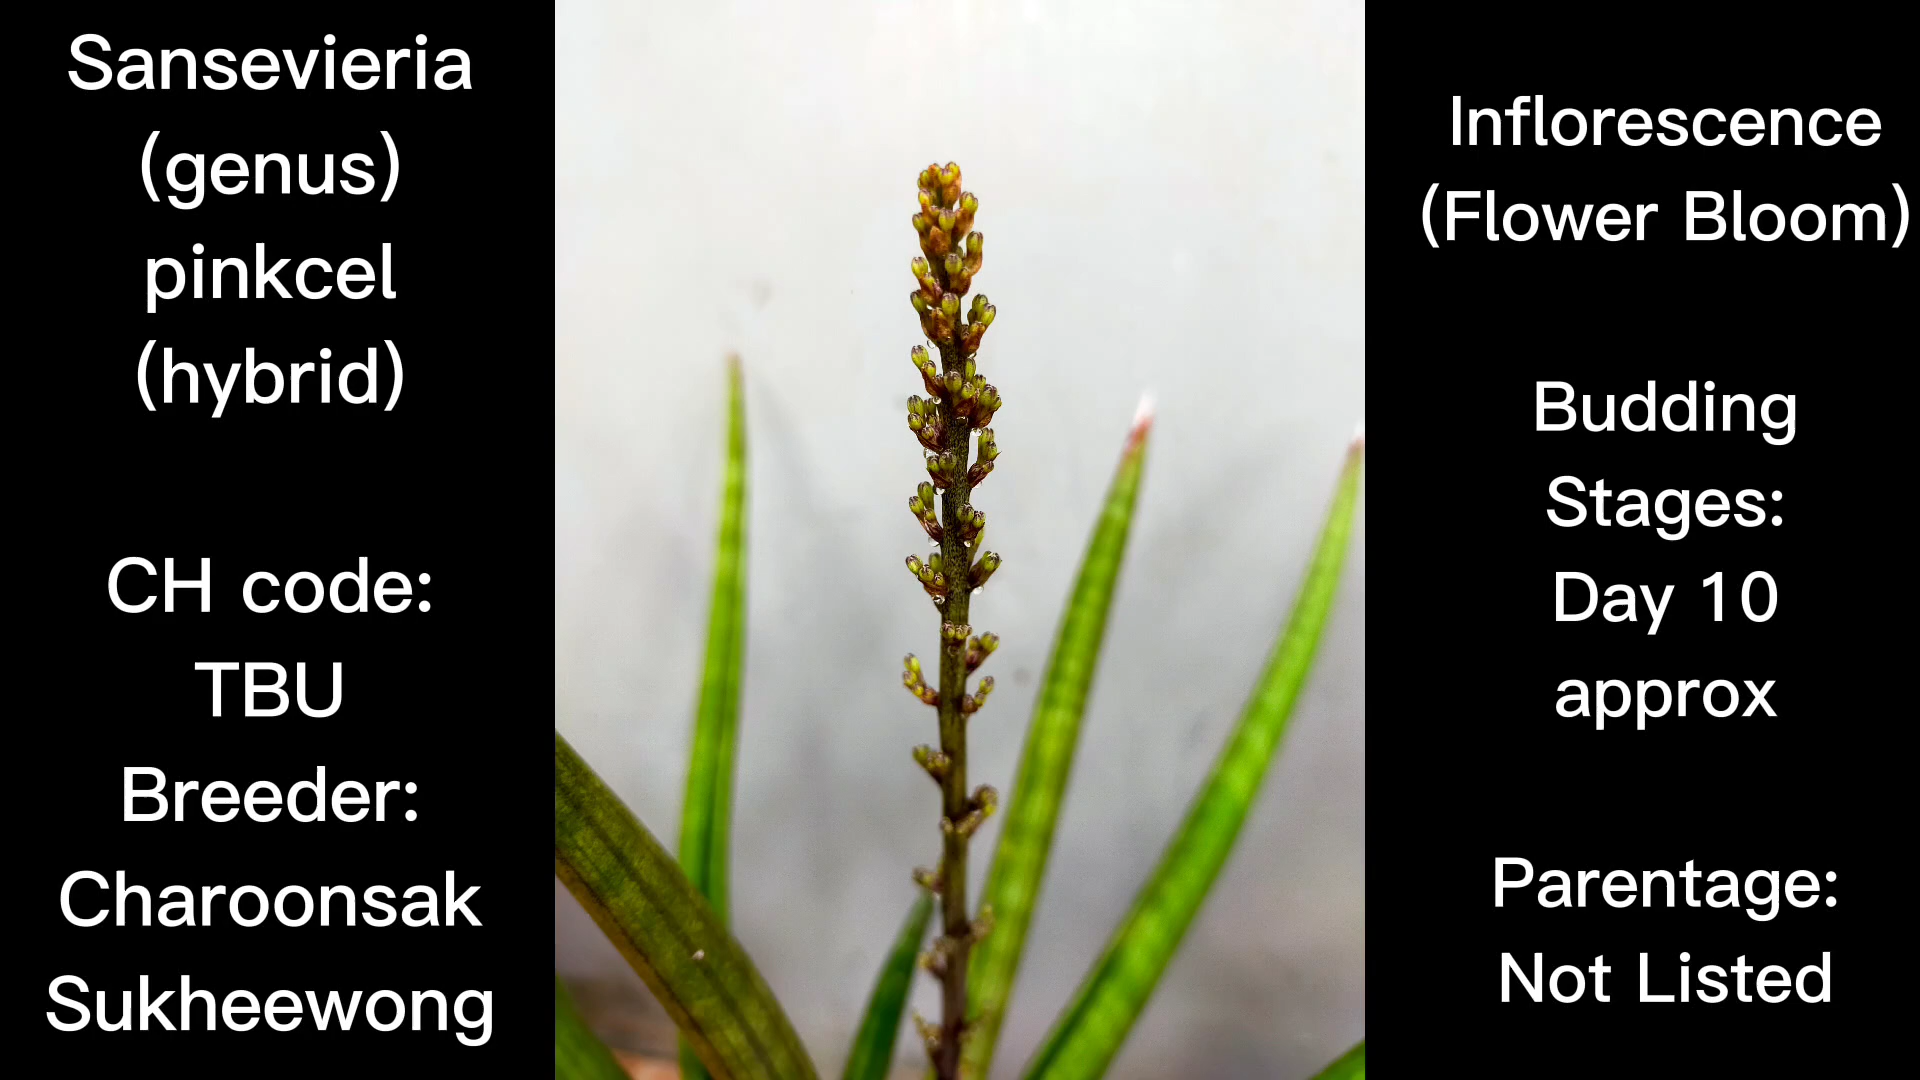 Sansevieria
(genus)
pinkcel
(hybrid)
CH code:
TBU
Breeder:
Charoonsak
Sukheewong
Inflorescence
(Flower Bloom)
Budding
Stages:
Day 10
approx
Parentage:
Not Listed